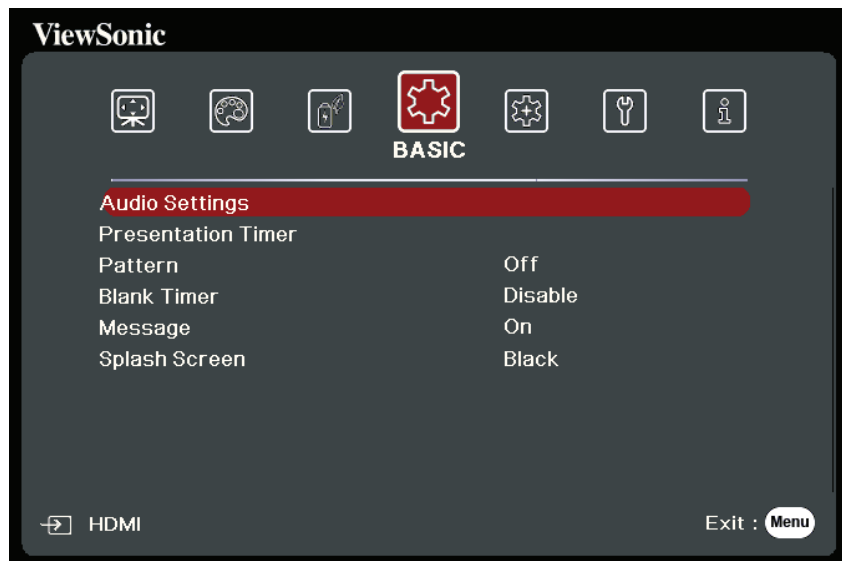 ViewSonic
BASIC
Audio Settings
Presentation Timer
Pattern Off
Blank Timer Disable
Message On
Splash Screen Black
HDMI Exit : Menu